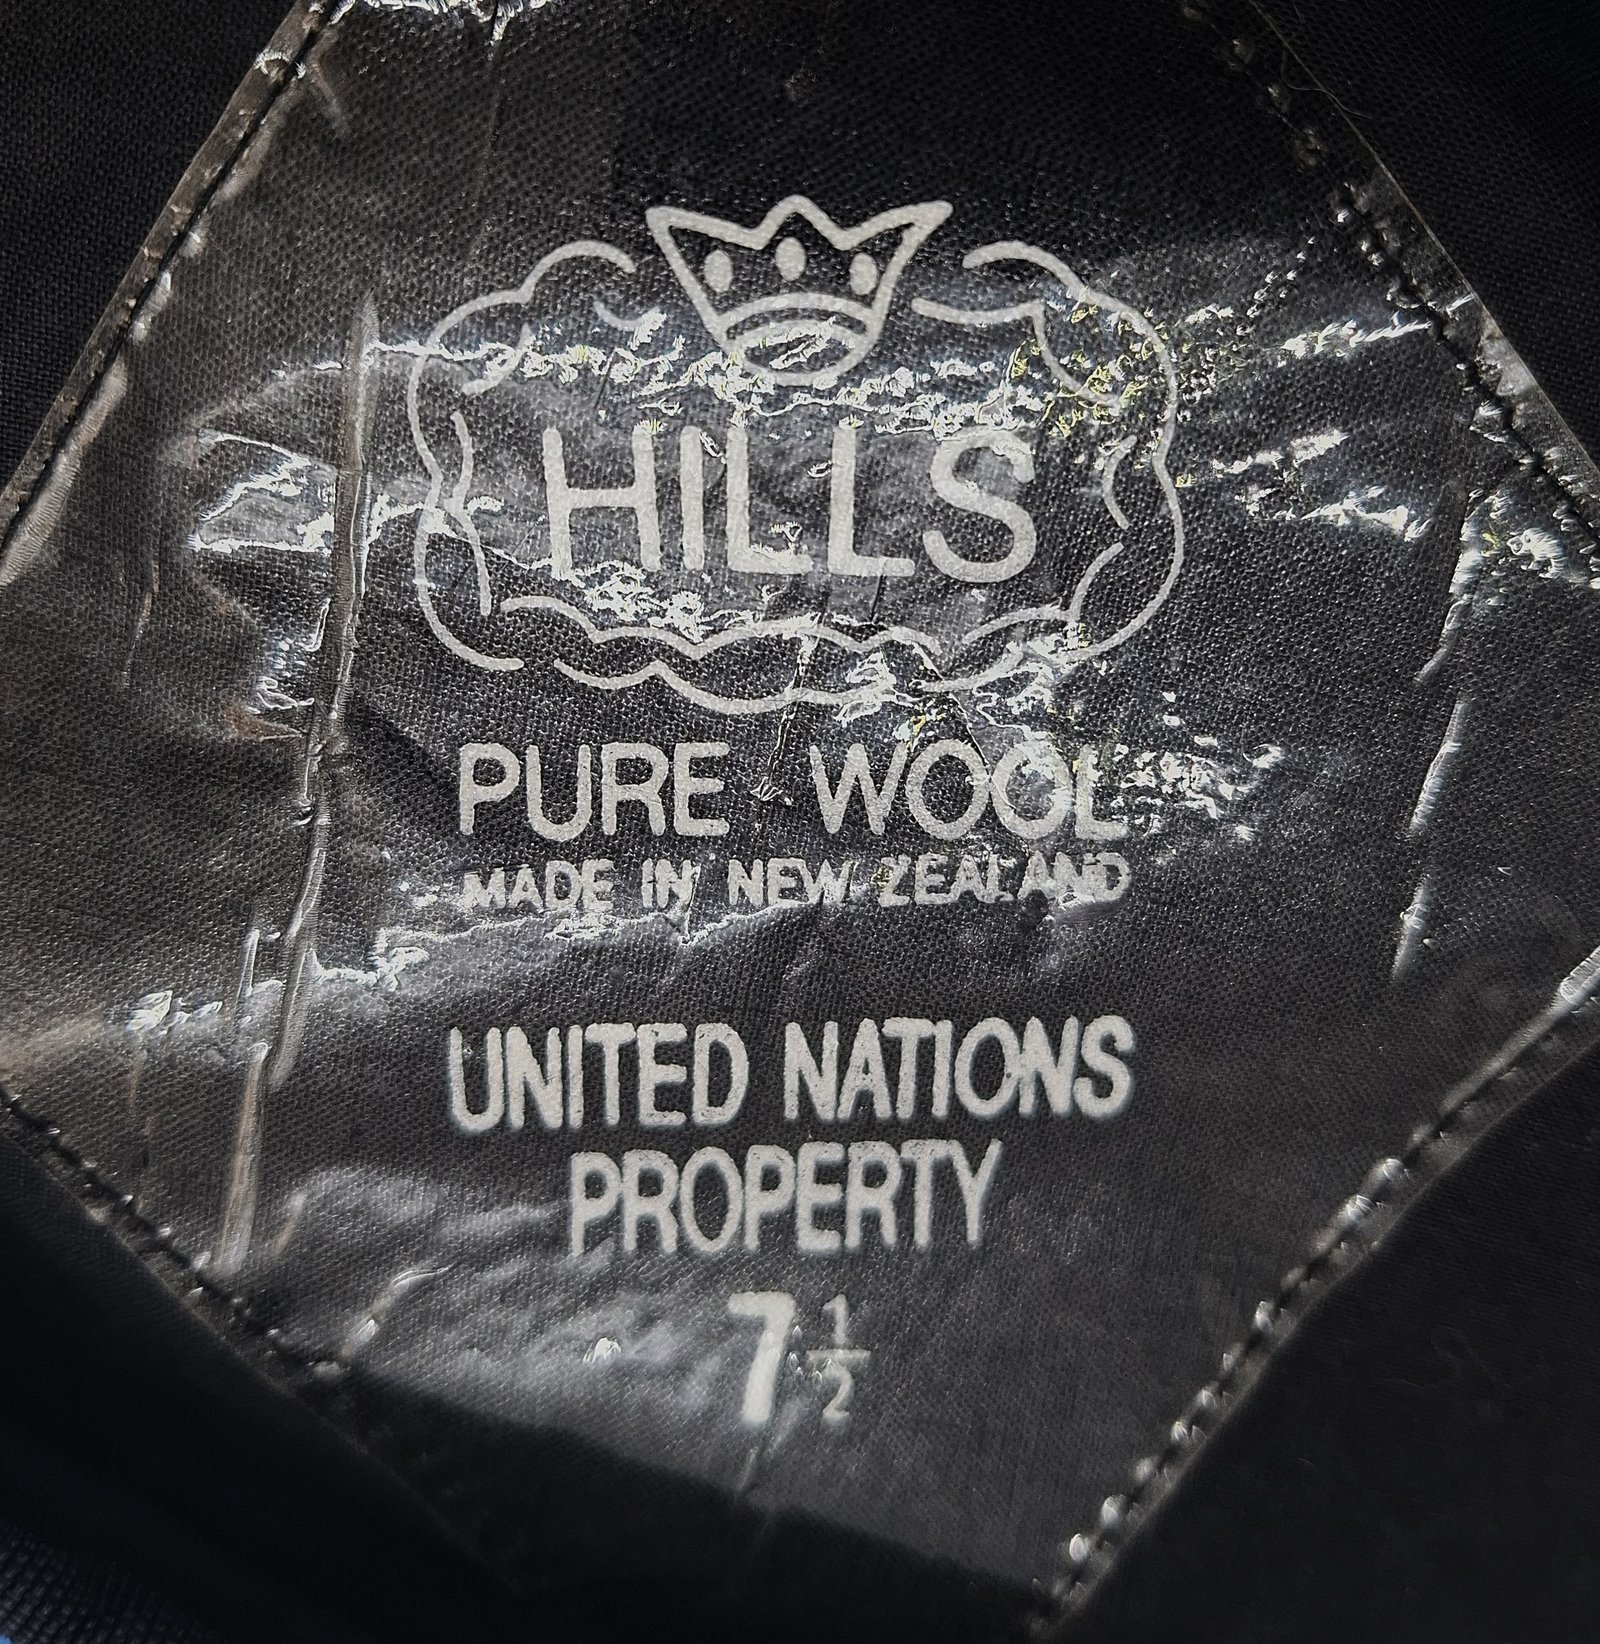 HILLS
PURE WOOL
MADE IN NEW ZEALAND
UNITED NATIONS
PROPERTY
7 1/2